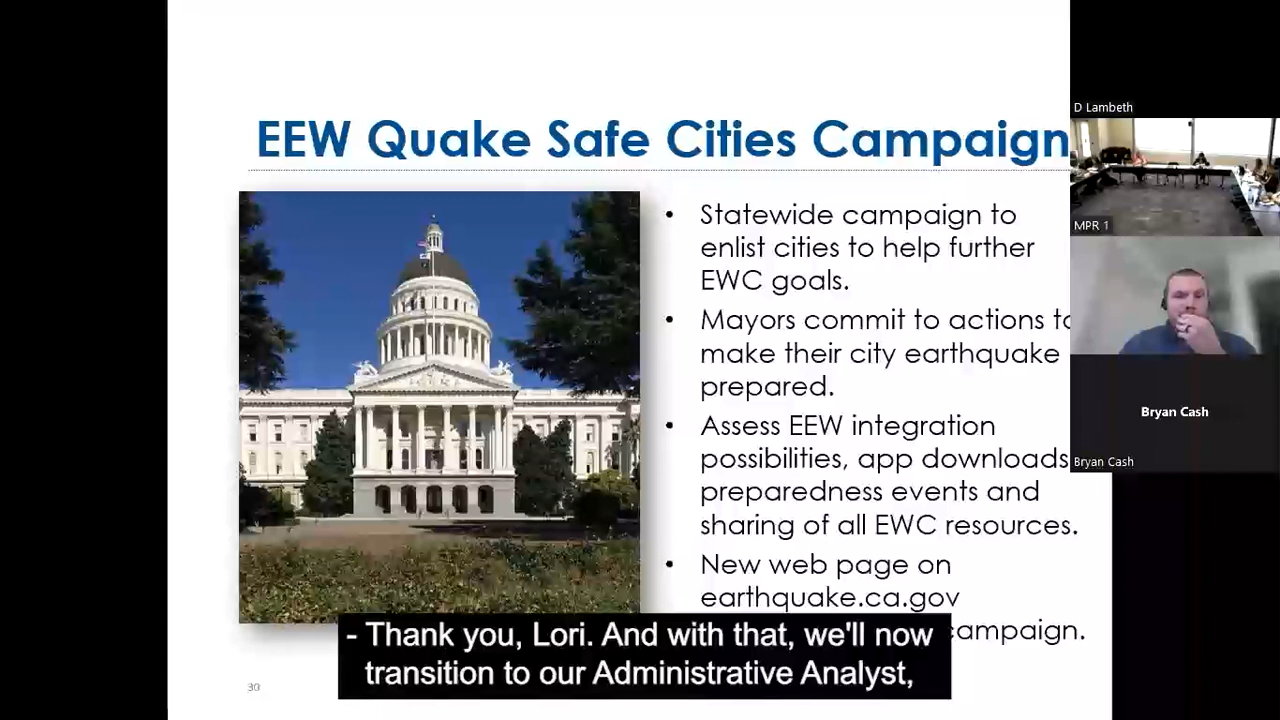 EEW Quake Safe Cities Campaign
Statewide campaign to
enlist cities to help further
EWC goals.
Mayors commit to actions to
make their city earthquake
prepared.
Assess EEW integration
possibilities, app downloads
preparedness events and
sharing of all EWC resources.
New web page on
earthquake.ca.gov
campaign.
- Thank you, Lori. And with that, we'll now
transition to our Administrative Analyst,
30
D Lambeth
MPR 1
Bryan Cash
Bryan Cash